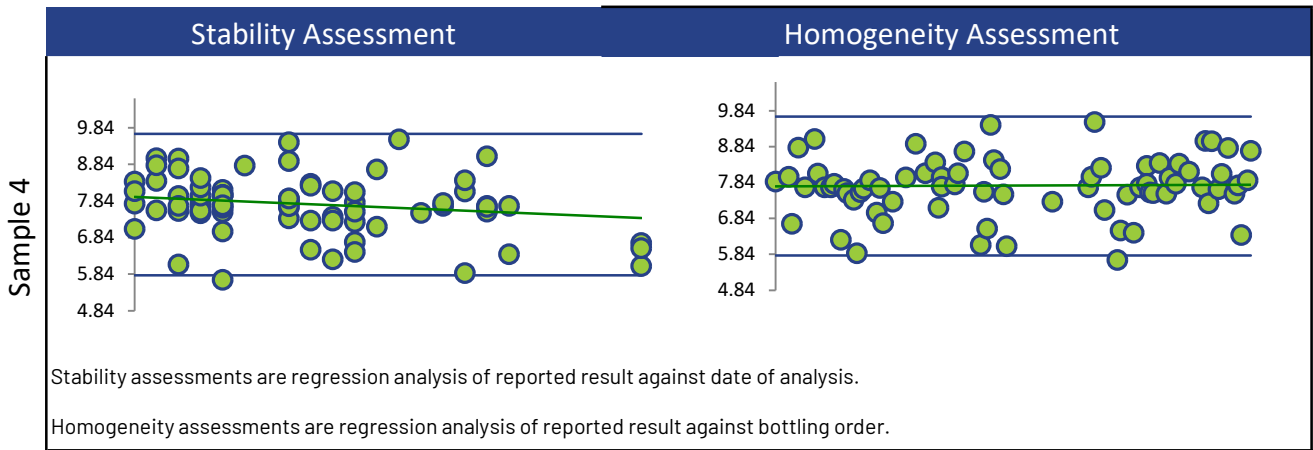 Stability Assessment
Homogeneity Assessment
Sample 4
9.84
8.84
7.84
6.84
5.84
4.84
9.84
8.84
7.84
6.84
5.84
4.84
Stability assessments are regression analysis of reported result against date of analysis.
Homogeneity assessments are regression analysis of reported result against bottling order.